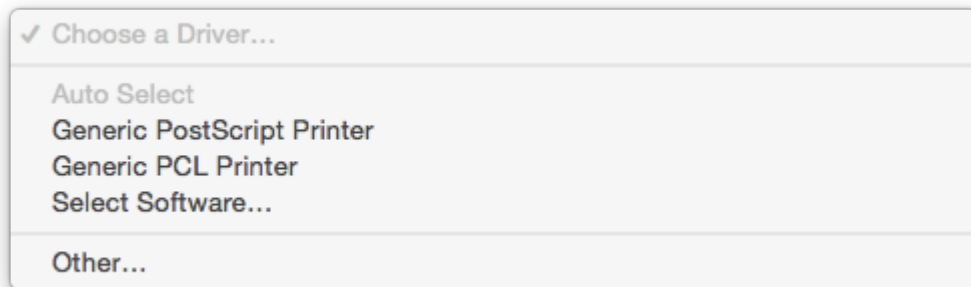 ✓ Choose a Driver...
Auto Select
Generic PostScript Printer
Generic PCL Printer
Select Software...
Other...